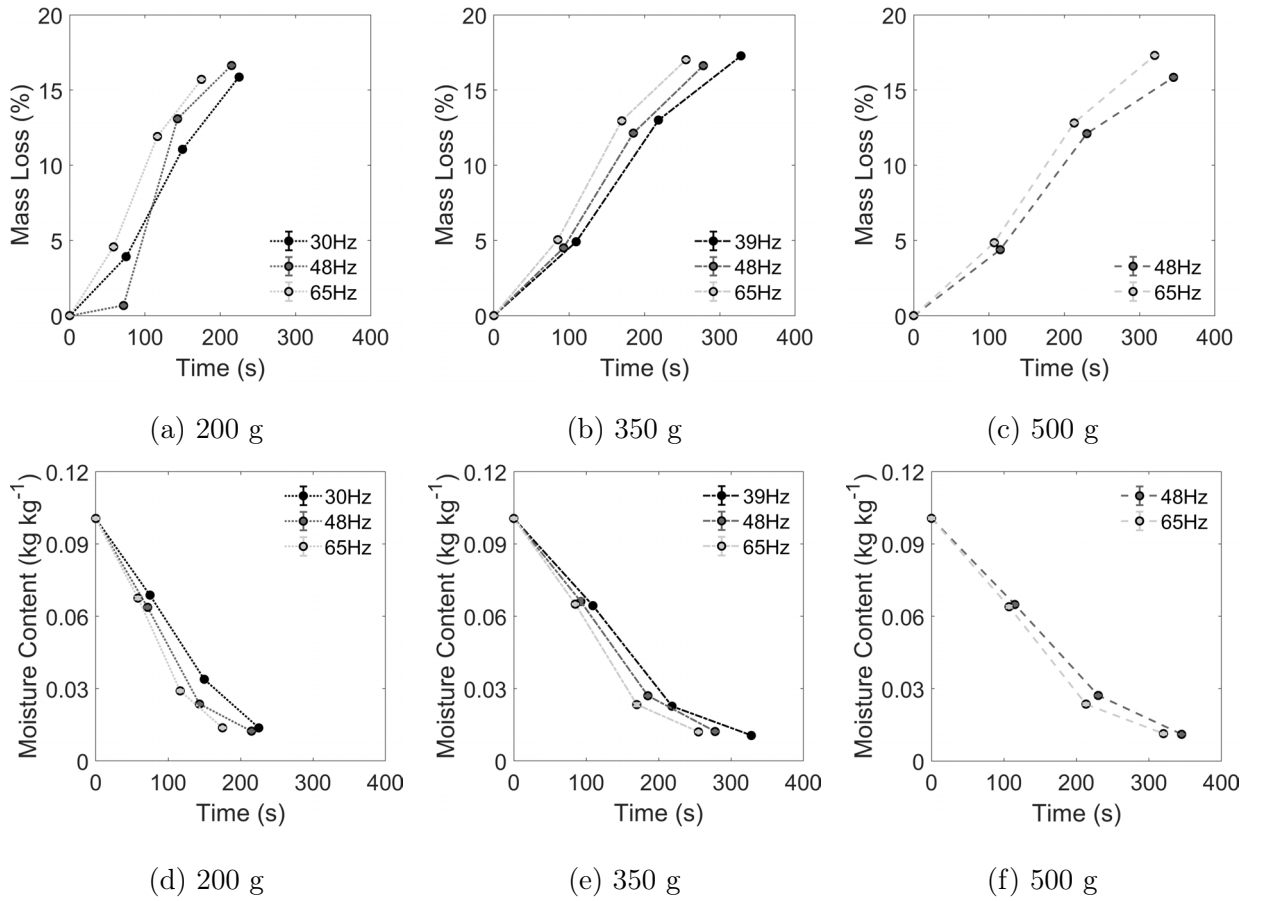 20
15
10
5
0
Mass Loss (%)
0 100 200 300 400
Time (s)
30Hz
48Hz
65Hz
(a) 200 g
20
15
10
5
0
Mass Loss (%)
0 100 200 300 400
Time (s)
39Hz
48Hz
65Hz
(b) 350 g
20
15
10
5
0
Mass Loss (%)
0 100 200 300 400
Time (s)
48Hz
65Hz
(c) 500 g
0.12
0.09
0.06
0.03
0
Moisture Content (kg kg⁻¹)
0 100 200 300 400
Time (s)
30Hz
48Hz
65Hz
(d) 200 g
0.12
0.09
0.06
0.03
0
Moisture Content (kg kg⁻¹)
0 100 200 300 400
Time (s)
39Hz
48Hz
65Hz
(e) 350 g
0.12
0.09
0.06
0.03
0
Moisture Content (kg kg⁻¹)
0 100 200 300 400
Time (s)
48Hz
65Hz
(f) 500 g